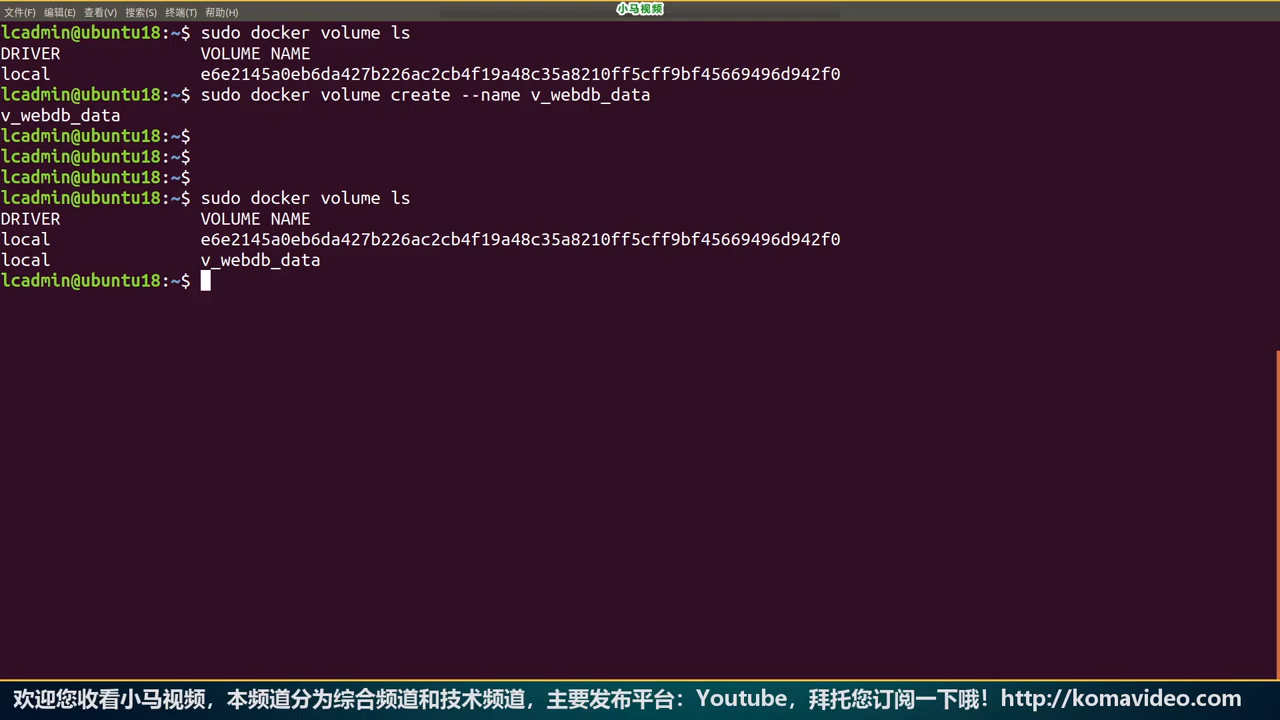 小马视频
文件(F) 编辑(E) 查看(V) 搜索(S) 终端(T) 帮助(H)
lcadmin@ubuntu18:~$ sudo docker volume ls
DRIVER VOLUME NAME
local e6e2145a0eb6da427b226ac2cb4f19a48c35a8210ff5cff9bf45669496d942f0
lcadmin@ubuntu18:~$ sudo docker volume create --name v_webdb_data
v_webdb_data
lcadmin@ubuntu18:~$
lcadmin@ubuntu18:~$
lcadmin@ubuntu18:~$
lcadmin@ubuntu18:~$ sudo docker volume ls
DRIVER VOLUME NAME
local e6e2145a0eb6da427b226ac2cb4f19a48c35a8210ff5cff9bf45669496d942f0
local v_webdb_data
lcadmin@ubuntu18:~$
欢迎您收看小马视频，本频道分为综合频道和技术频道，主要发布平台：Youtube，拜托您订阅一下哦！http://komavideo.com